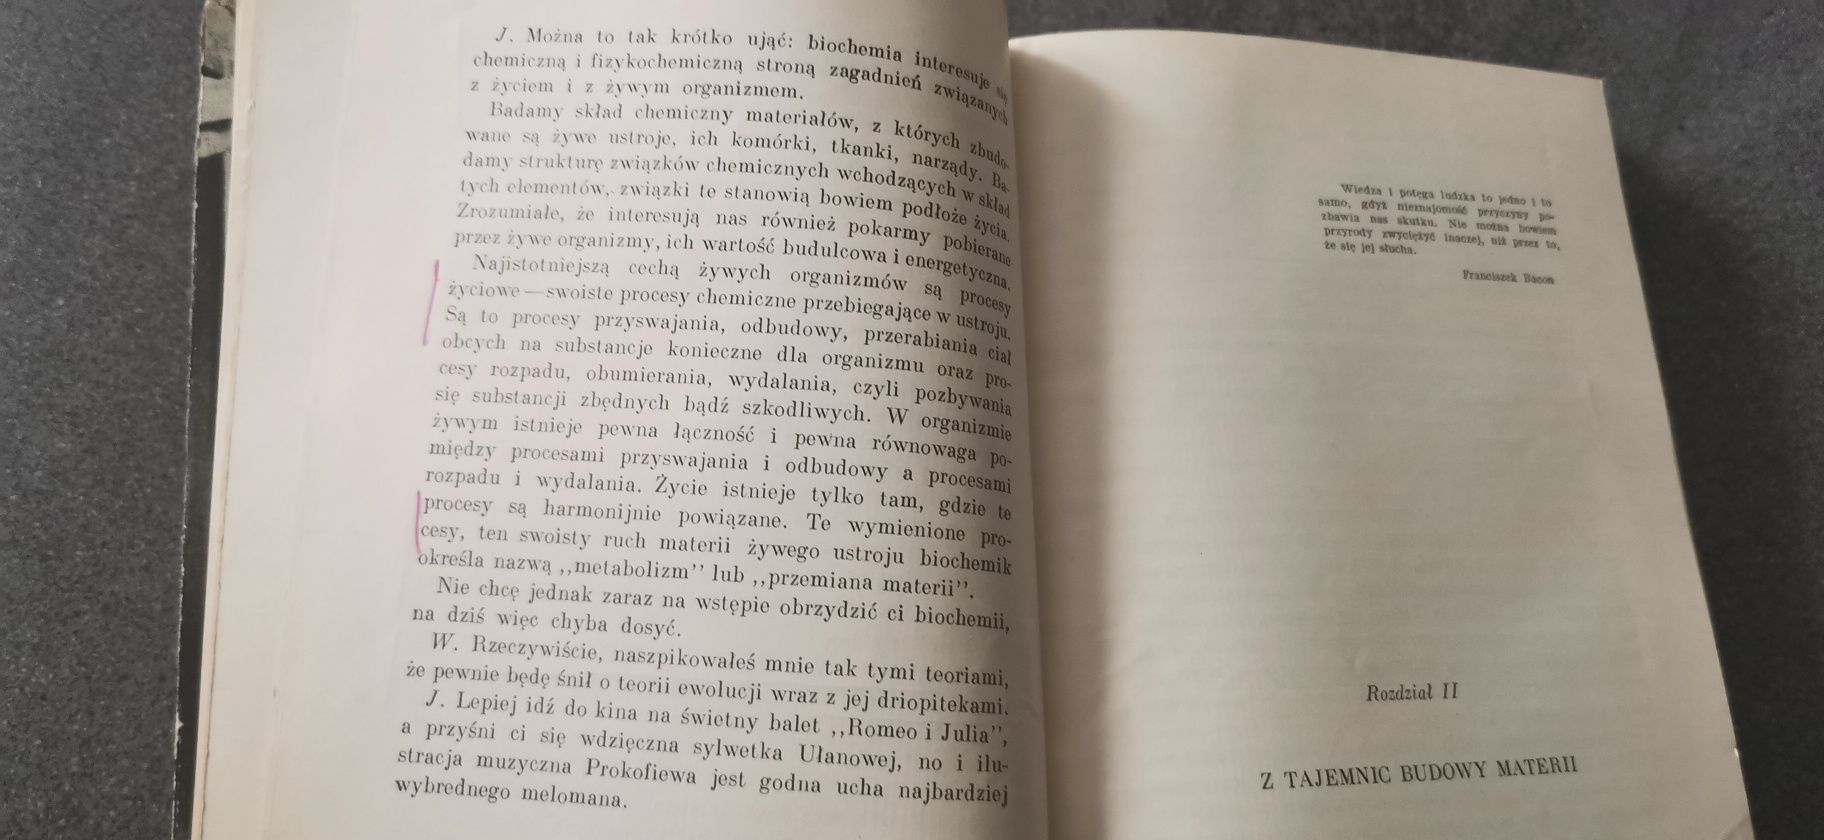 J. Można to tak krótko ująć: biochemia interesuje się
chemiczną i fizykochemiczną stroną zagadnień związanych
z życiem i z żywym organizmem.
Badamy skład chemiczny materiałów, z których zbudo-
wane są żywe ustroje, ich komórki, tkanki, narządy. Ba-
damy strukturę związków chemicznych wchodzących w skład
tych elementów, związki te stanowią bowiem podłoże życia.
Zrozumiałe, że interesują nas również pokarmy pobierane
przez żywe organizmy, ich wartość budulcowa i energetyczna.
Najistotniejszą cechą żywych organizmów są procesy
życiowe — swoiste procesy chemiczne przebiegające w ustroju.
Są to procesy przyswajania, odbudowy, przerabiania ciał
obcych na substancje konieczne dla organizmu oraz pro-
cesy rozpadu, obumierania, wydalania, czyli pozbywania
się substancji zbędnych bądź szkodliwych. W organizmie
żywym istnieje pewna łączność i pewna równowaga po-
między procesami przyswajania i odbudowy a procesami
rozpadu i wydalania. Życie istnieje tylko tam, gdzie te
procesy są harmonijnie powiązane. Te wymienione pro-
cesy, ten swoisty ruch materii żywego ustroju biochemik
określa nazwą ,,metabolizm'' lub ,,przemiana materii''.
Nie chcę jednak zaraz na wstępie obrzydzić ci biochemii,
na dziś więc chyba dosyć.
W. Rzeczywiście, naszpikowałeś mnie tak tymi teoriami,
że pewnie będę śnił o teorii ewolucji wraz z jej driopitekami.
J. Lepiej idź do kina na świetny balet ,,Romeo i Julia'',
a przyśni ci się wdzięczna sylwetka Ułanowej, no i ilu-
stracja muzyczna Prokofiewa jest godna ucha najbardziej
wybrednego melomana.
Wiedza i potęga ludzka to jedno i to
samo, gdyż nieznajomość przyczyny po-
zbawia nas skutku. Nie można bowiem
przyrody zwyciężyć inaczej, niż przez to,
że się jej słucha.
Franciszek Bacon
Rozdział II
Z TAJEMNIC BUDOWY MATERII